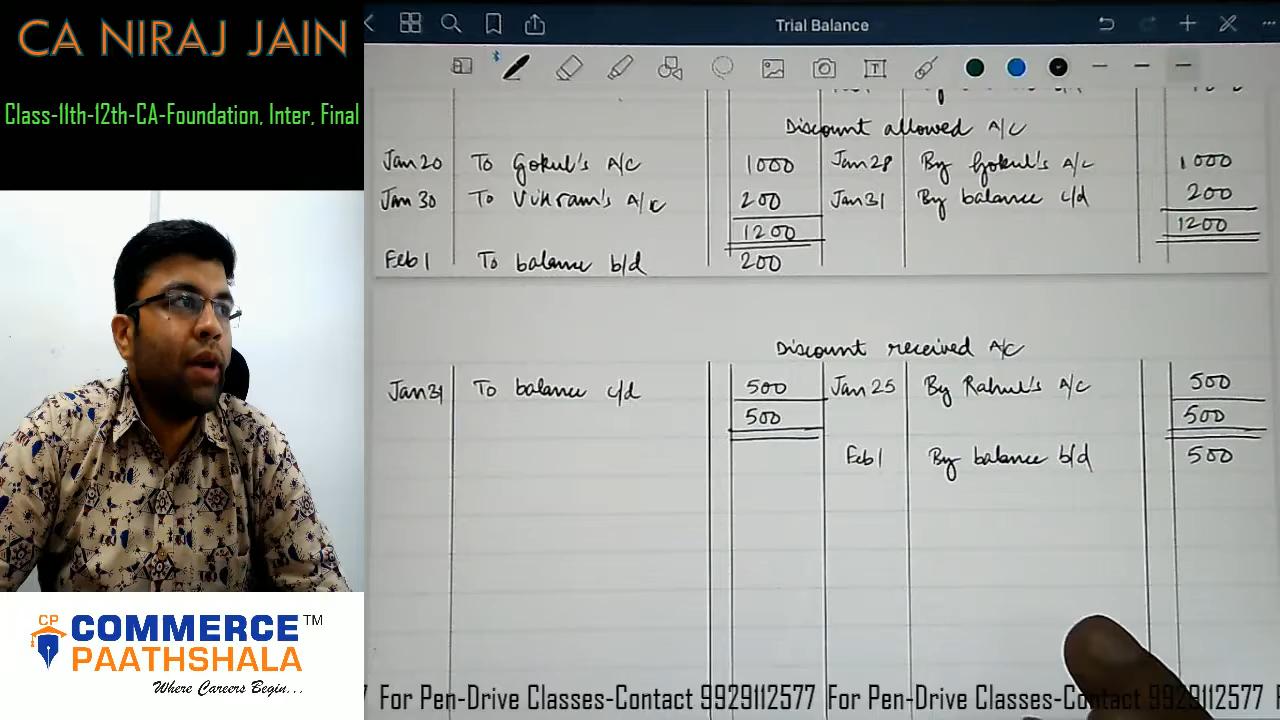 CA NIRAJ JAIN
Class-11th-12th-CA-Foundation, Inter, Final
Trial Balance
Discount allowed A/C
Jan 20 To Gokul's A/C 1000 Jan 28 By Gokul's A/C 1000
Jan 30 To Vikram's A/C 200 Jan 31 By balance c/d 200
1200 1200
Feb 1 To balance b/d 200
Discount received A/C
Jan 31 To balance c/d 500 Jan 25 By Rahul's A/C 500
500 500
Feb 1 By balance b/d 500
CP
COMMERCE TM
PAATHSHALA
Where Careers Begin...
7 For Pen-Drive Classes-Contact 9929112577 For Pen-Drive Classes-Contact 9929112577 F